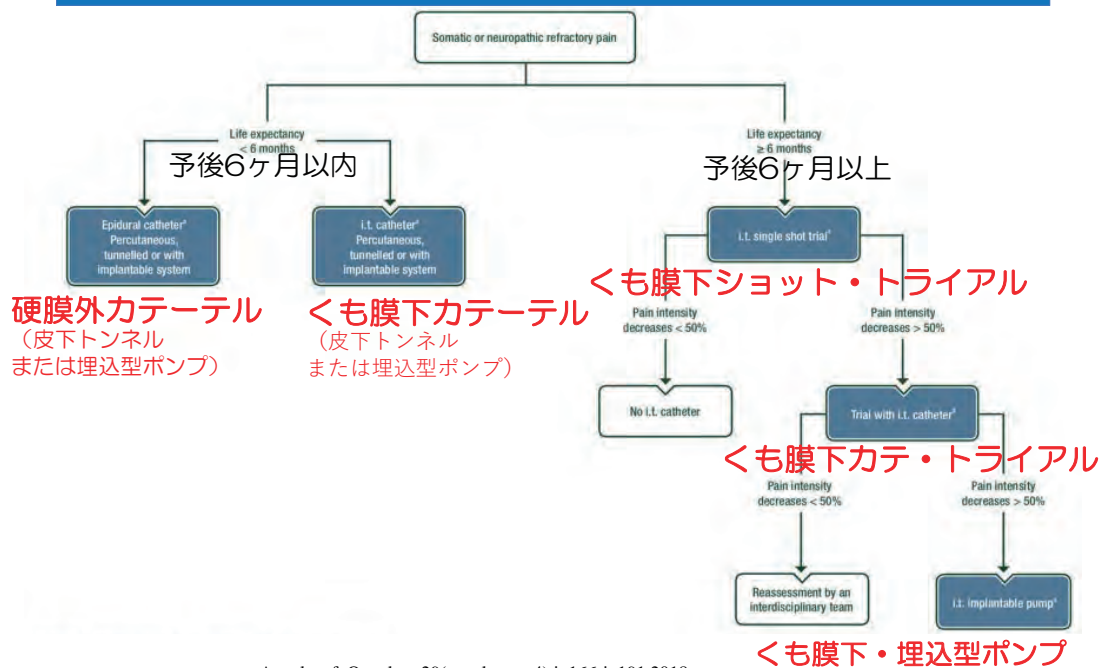 Somatic or neuropathic refractory pain
Life expectancy
< 6 months
予後6ヶ月以内
Life expectancy
≥ 6 months
予後6ヶ月以上
Epidural catheterª
Percutaneous,
tunnelled or with
implantable system
硬膜外カテーテル
（皮下トンネル
または埋込型ポンプ）
i.t. catheterª
Percutaneous,
tunnelled or with
implantable system
くも膜下カテーテル
（皮下トンネル
または埋込型ポンプ）
i.t. single shot trialª
くも膜下ショット・トライアル
Pain intensity
decreases < 50%
Pain intensity
decreases > 50%
No i.t. catheter
Trial with i.t. catheterª
くも膜下カテ・トライアル
Pain intensity
decreases < 50%
Pain intensity
decreases > 50%
Reassessment by an
interdisciplinary team
i.t. implantable pumpª
くも膜下・埋込型ポンプ